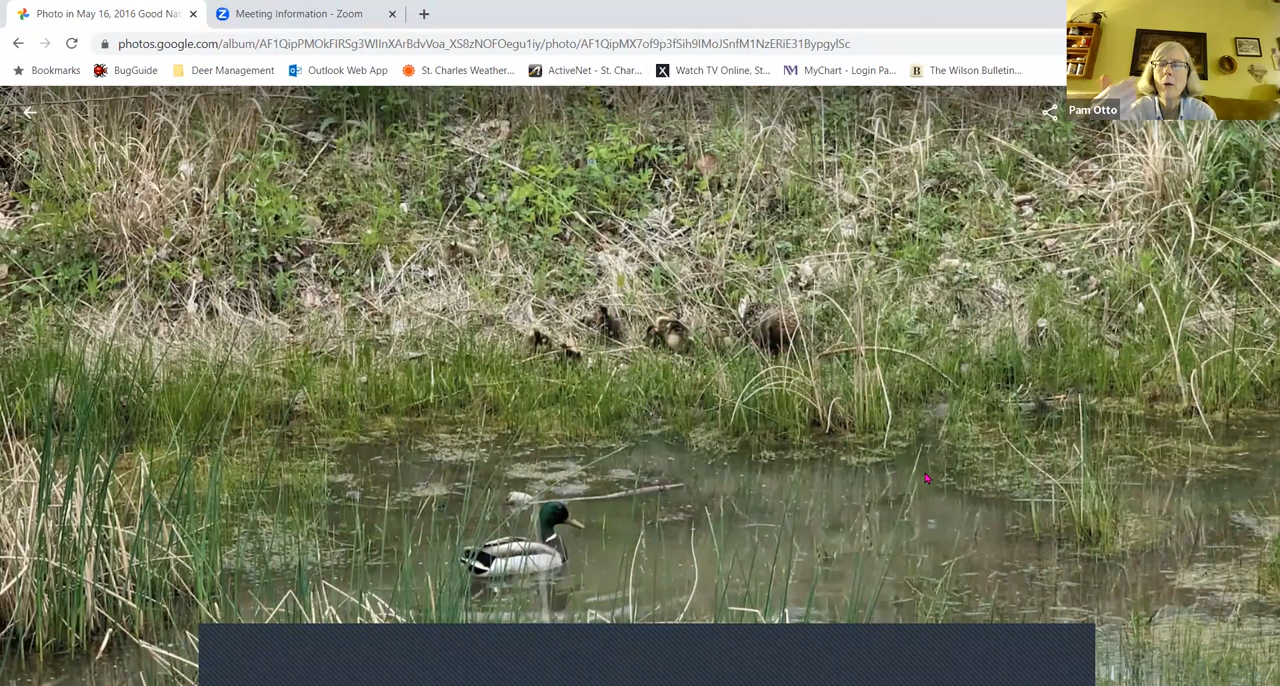 Photo in May 16, 2016 Good Nat
Meeting Information - Zoom
photos.google.com/album/AF1QipPMOkFIRSg3WIInXArBdvVoa_XS8zNOFOegu1iy/photo/AF1QipMX7of9p3fSih9IMoJSnfM1NzERiE31BypgylSc
Bookmarks BugGuide Deer Management Outlook Web App St. Charles Weather... ActiveNet - St. Char... Watch TV Online, St... MyChart - Login Pa... The Wilson Bulletin...
Pam Otto